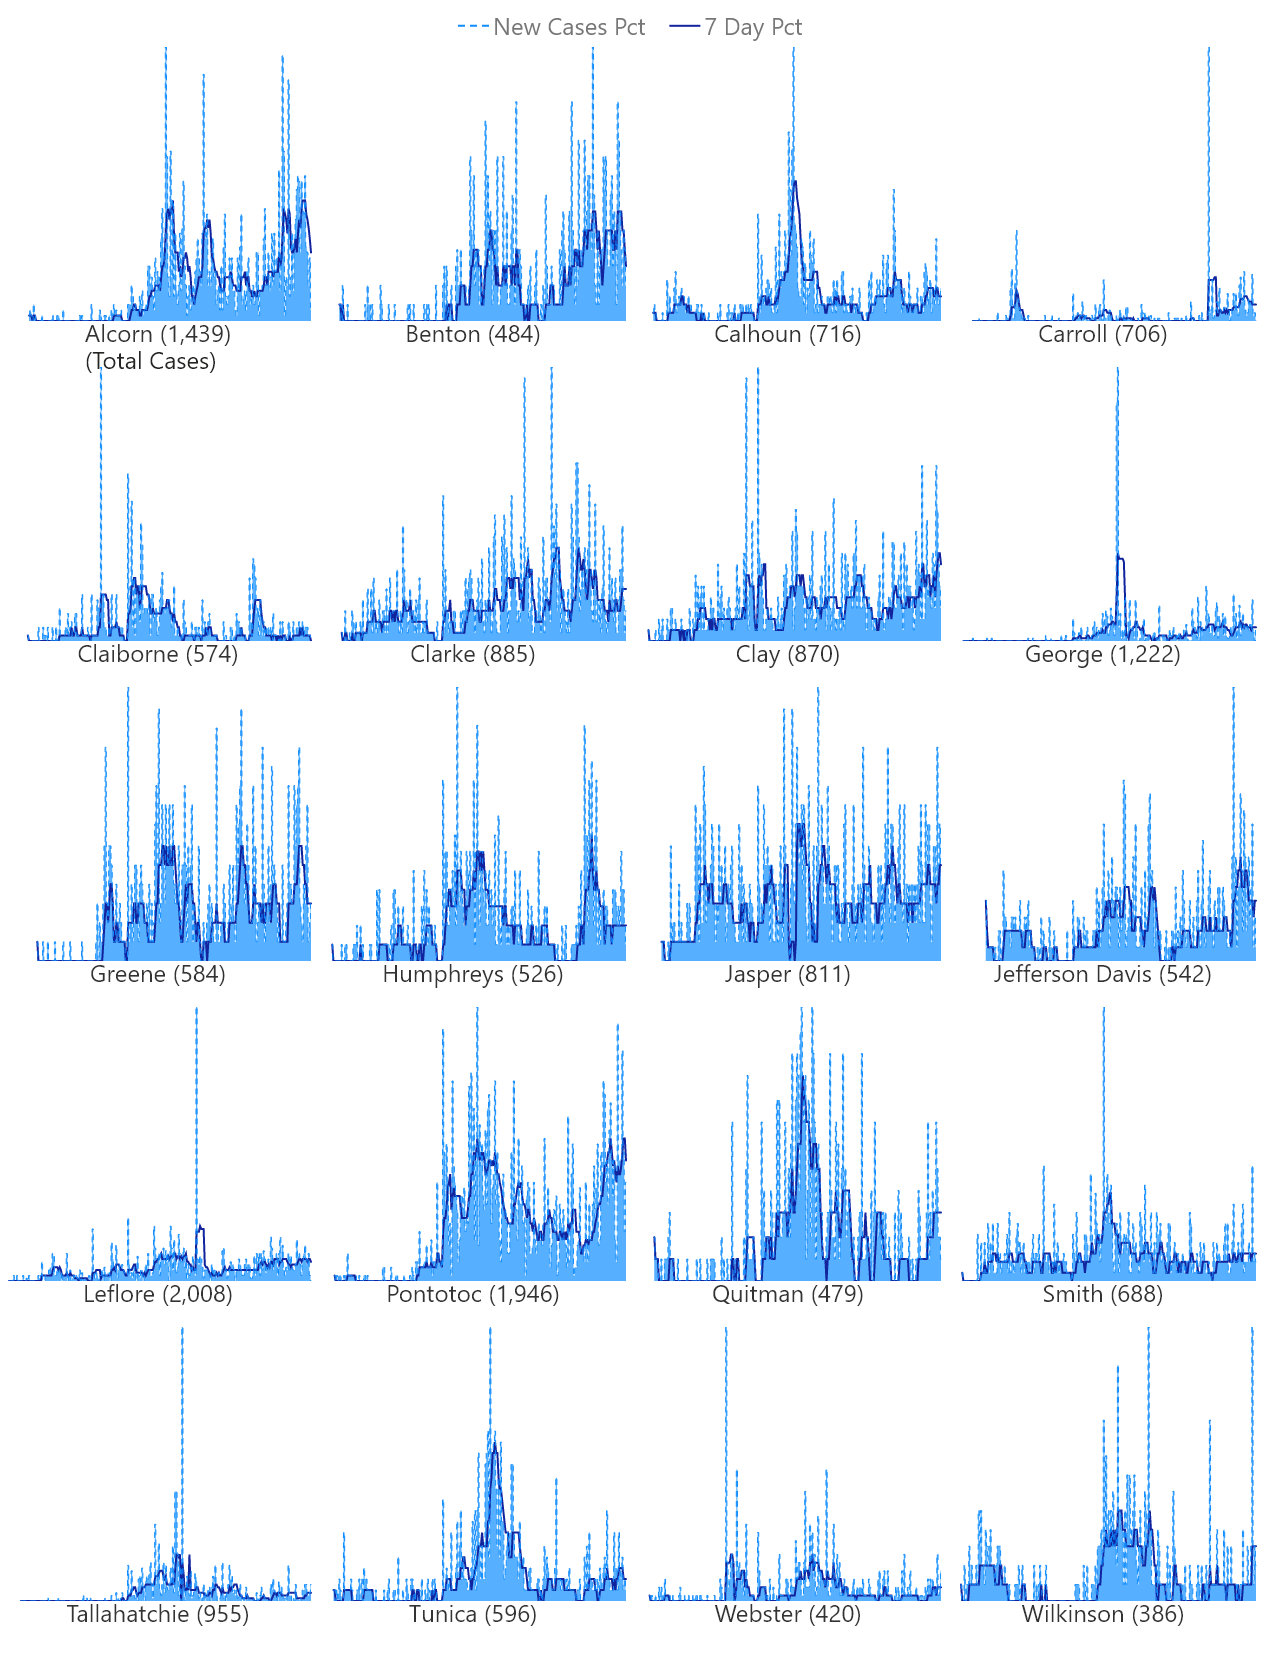 New Cases Pct 7 Day Pct
Alcorn (1,439) Benton (484) Calhoun (716) Carroll (706)
(Total Cases)
Claiborne (574) Clarke (885) Clay (870) George (1,222)
Greene (584) Humphreys (526) Jasper (811) Jefferson Davis (542)
Leflore (2,008) Pontotoc (1,946) Quitman (479) Smith (688)
Tallahatchie (955) Tunica (596) Webster (420) Wilkinson (386)